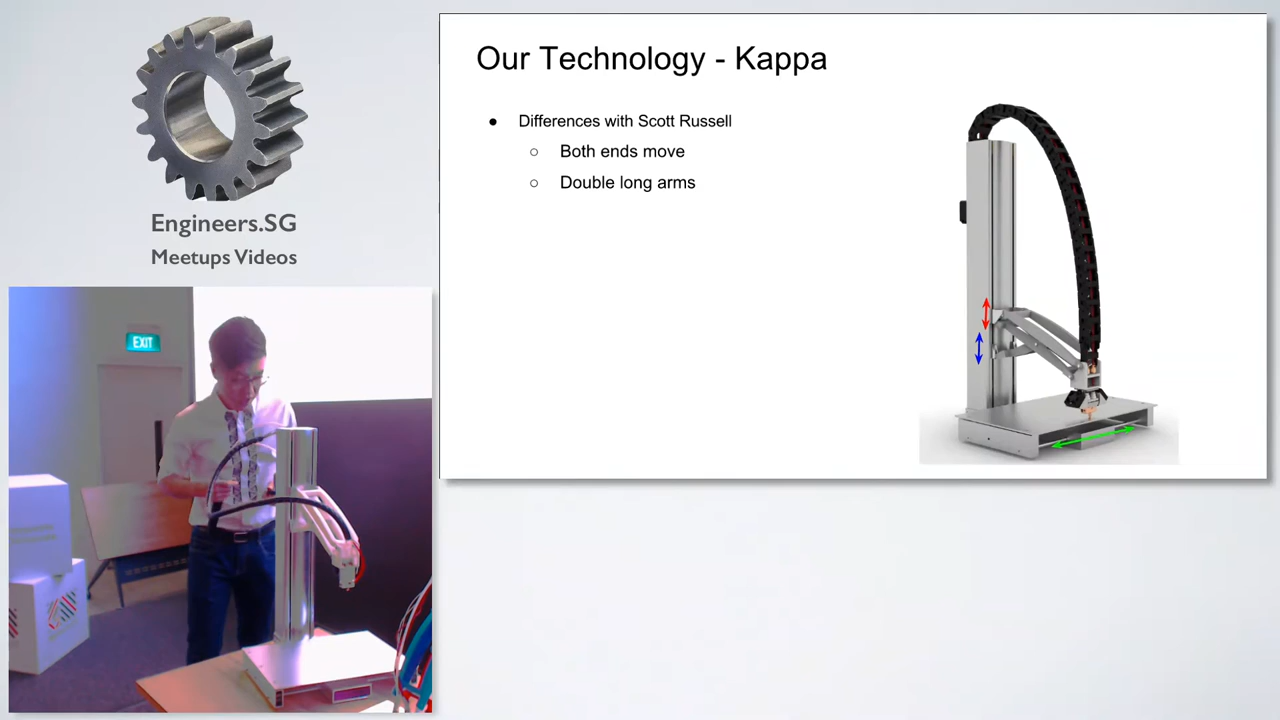 Engineers.SG
Meetups Videos
EXIT
Our Technology - Kappa
● Differences with Scott Russell
○ Both ends move
○ Double long arms